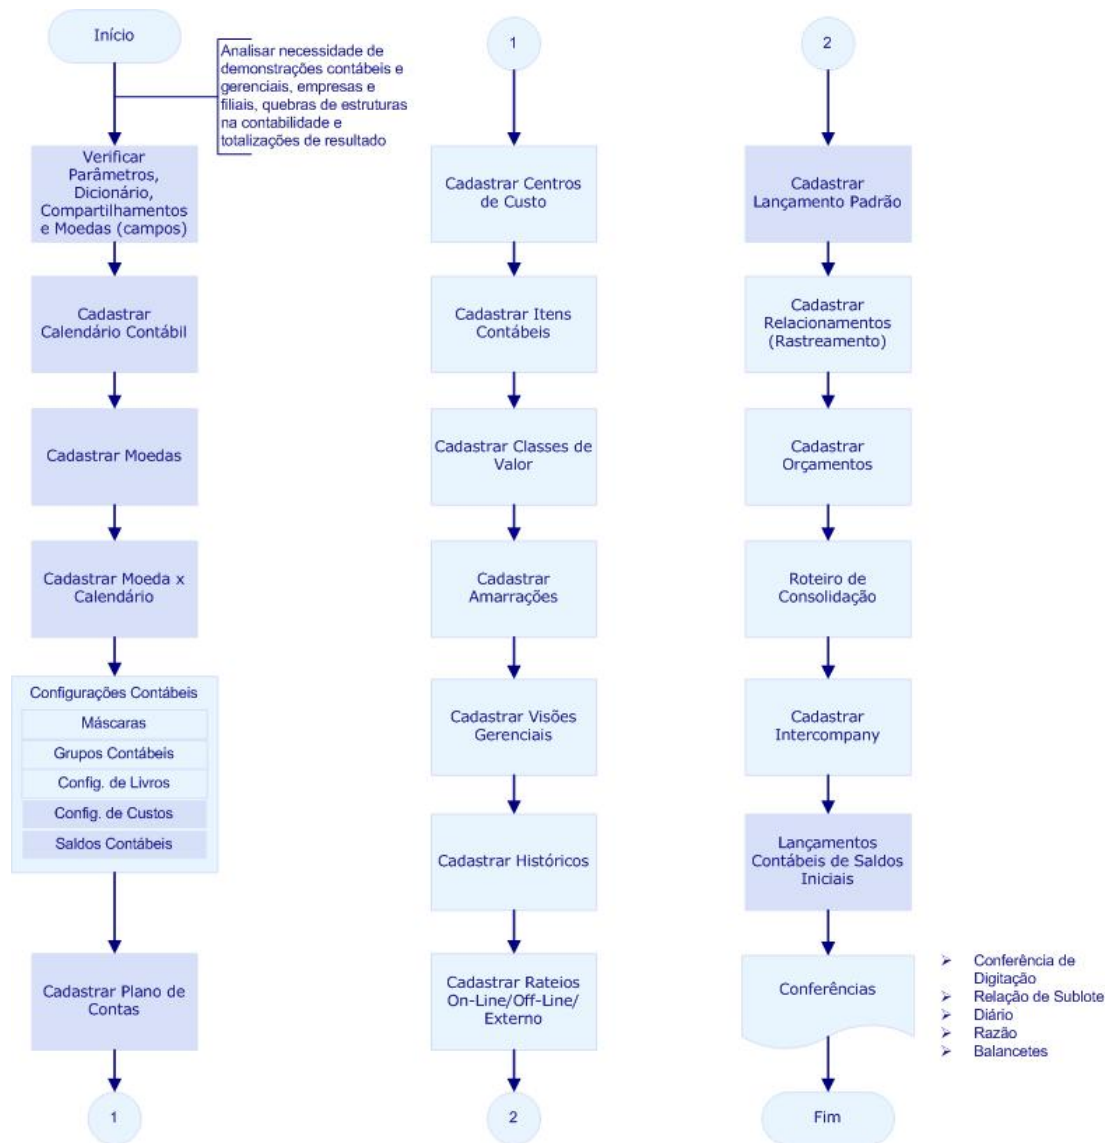 Início
Analisar necessidade de
demonstrações contábeis e
gerenciais, empresas e
filiais, quebras de estruturas
na contabilidade e
totalizações de resultado
Verificar
Parâmetros,
Dicionário,
Compartilhamentos
e Moedas (campos)
Cadastrar
Calendário Contábil
Cadastrar Moedas
Cadastrar Moeda x
Calendário
Configurações Contábeis
Máscaras
Grupos Contábeis
Config. de Livros
Config. de Custos
Saldos Contábeis
Cadastrar Plano de
Contas
1
1
Cadastrar Centros
de Custo
Cadastrar Itens
Contábeis
Cadastrar Classes de
Valor
Cadastrar
Amarrações
Cadastrar Visões
Gerenciais
Cadastrar Históricos
Cadastrar Rateios
On-Line/Off-Line/
Externo
2
2
Cadastrar
Lançamento Padrão
Cadastrar
Relacionamentos
(Rastreamento)
Cadastrar
Orçamentos
Roteiro de
Consolidação
Cadastrar
Intercompany
Lançamentos
Contábeis de Saldos
Iniciais
Conferências
➢ Conferência de
Digitação
➢ Relação de Sublote
➢ Diário
➢ Razão
➢ Balancetes
Fim